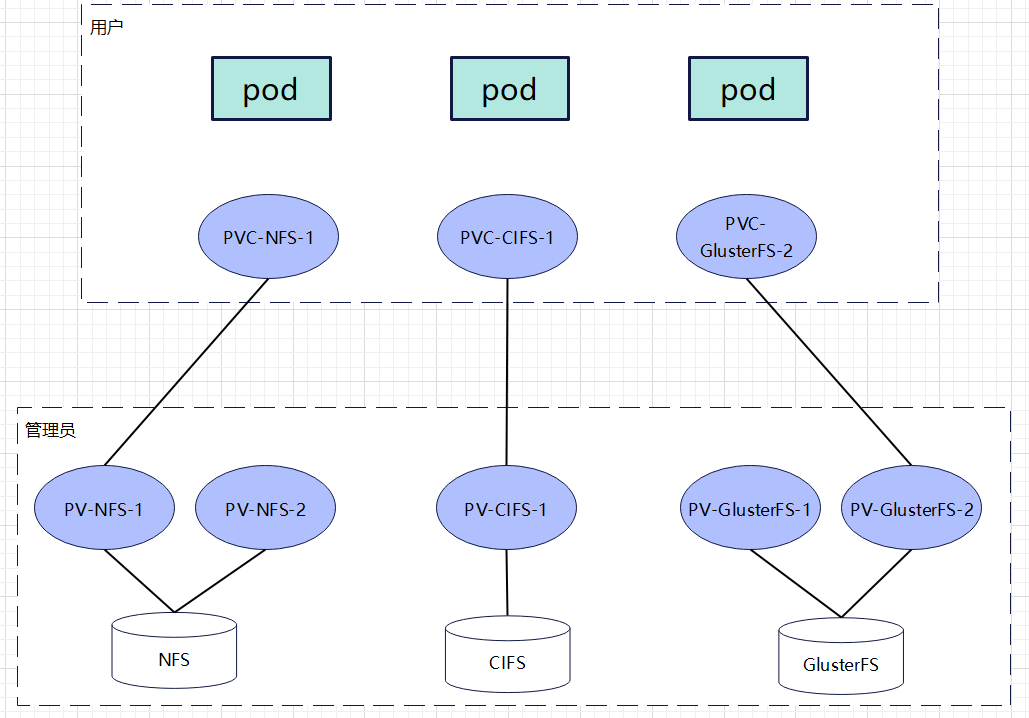 用户
pod
pod
pod
PVC-NFS-1
PVC-CIFS-1
PVC-
GlusterFS-2
管理员
PV-NFS-1
PV-NFS-2
PV-CIFS-1
PV-GlusterFS-1
PV-GlusterFS-2
NFS
CIFS
GlusterFS